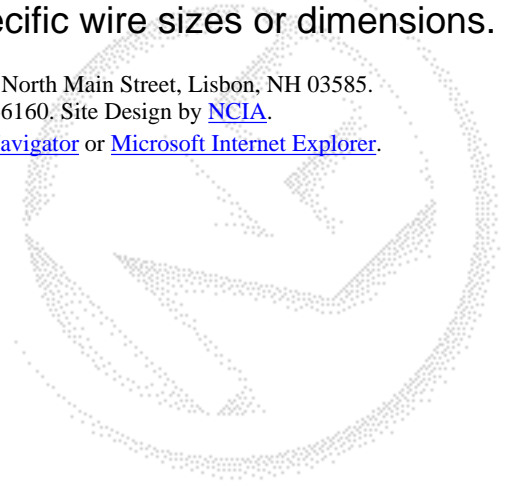 ecific wire sizes or dimensions.
North Main Street, Lisbon, NH 03585.
6160. Site Design by NCIA.
avigator or Microsoft Internet Explorer.